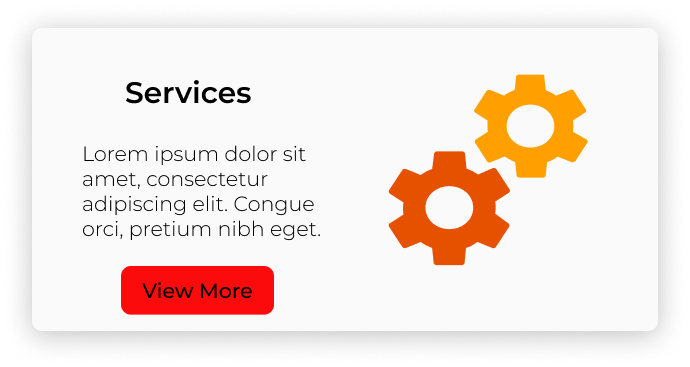 Services
Lorem ipsum dolor sit
amet, consectetur
adipiscing elit. Congue
orci, pretium nibh eget.
View More